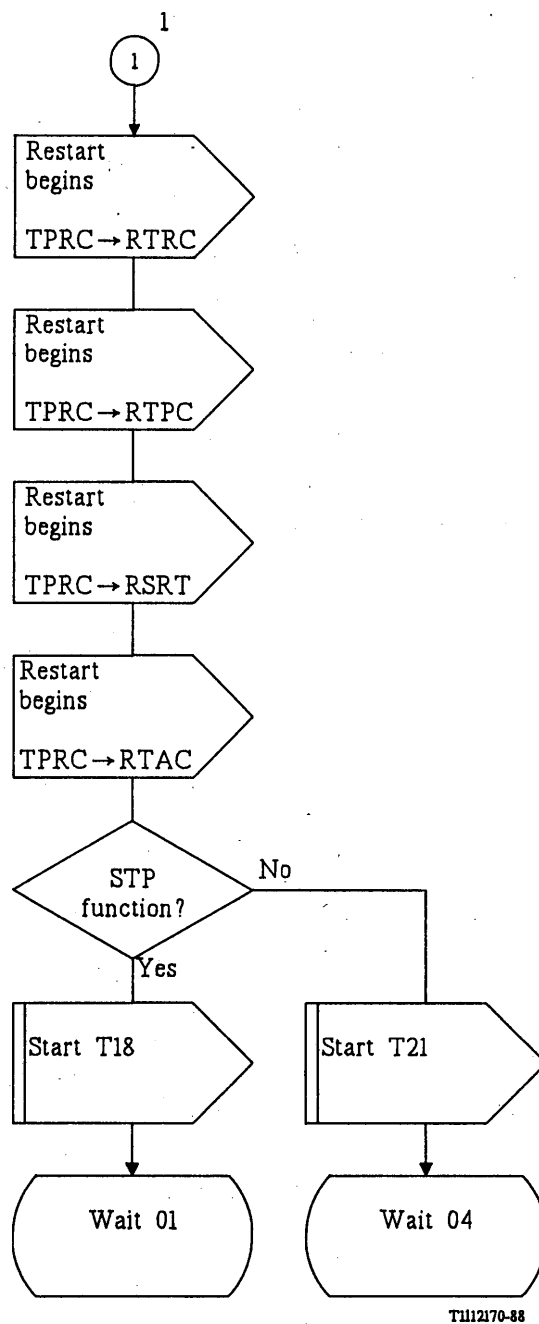 1
1
Restart
begins
TPRC→RTRC
Restart
begins
TPRC→RTPC
Restart
begins
TPRC→RSRT
Restart
begins
TPRC→RTAC
STP
function?
No
Yes
Start T18
Start T21
Wait 01
Wait 04
T1112170-88